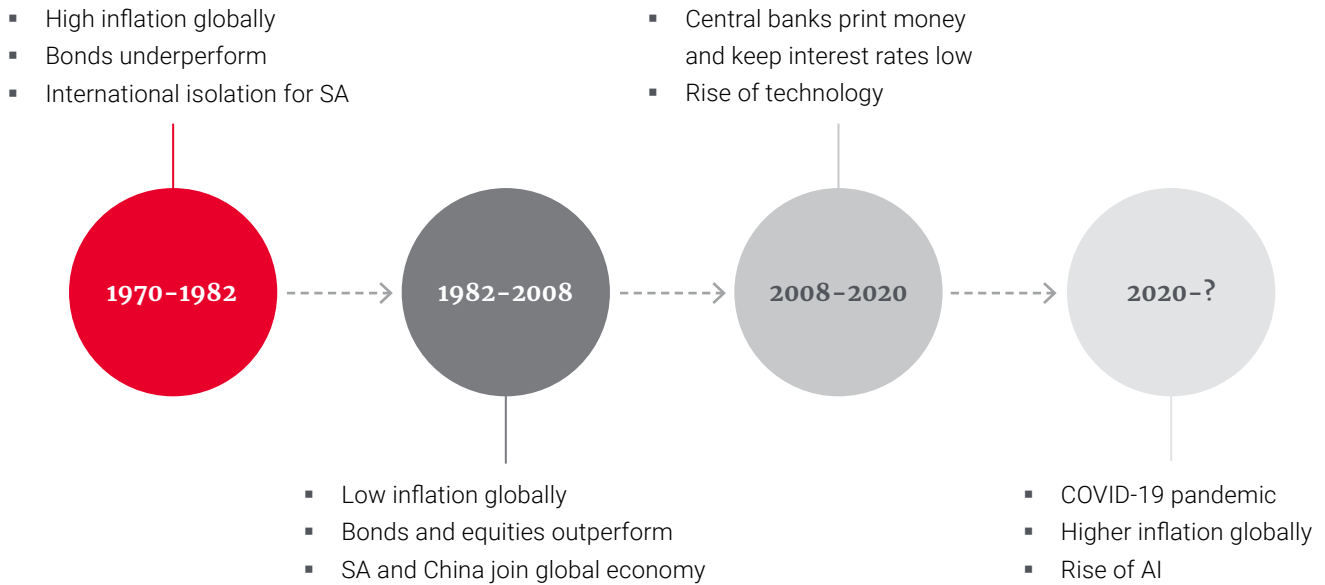 ▪ High inflation globally
▪ Bonds underperform
▪ International isolation for SA
▪ Central banks print money
and keep interest rates low
▪ Rise of technology
1970–1982
1982–2008
2008–2020
2020–?
▪ Low inflation globally
▪ Bonds and equities outperform
▪ SA and China join global economy
▪ COVID-19 pandemic
▪ Higher inflation globally
▪ Rise of AI